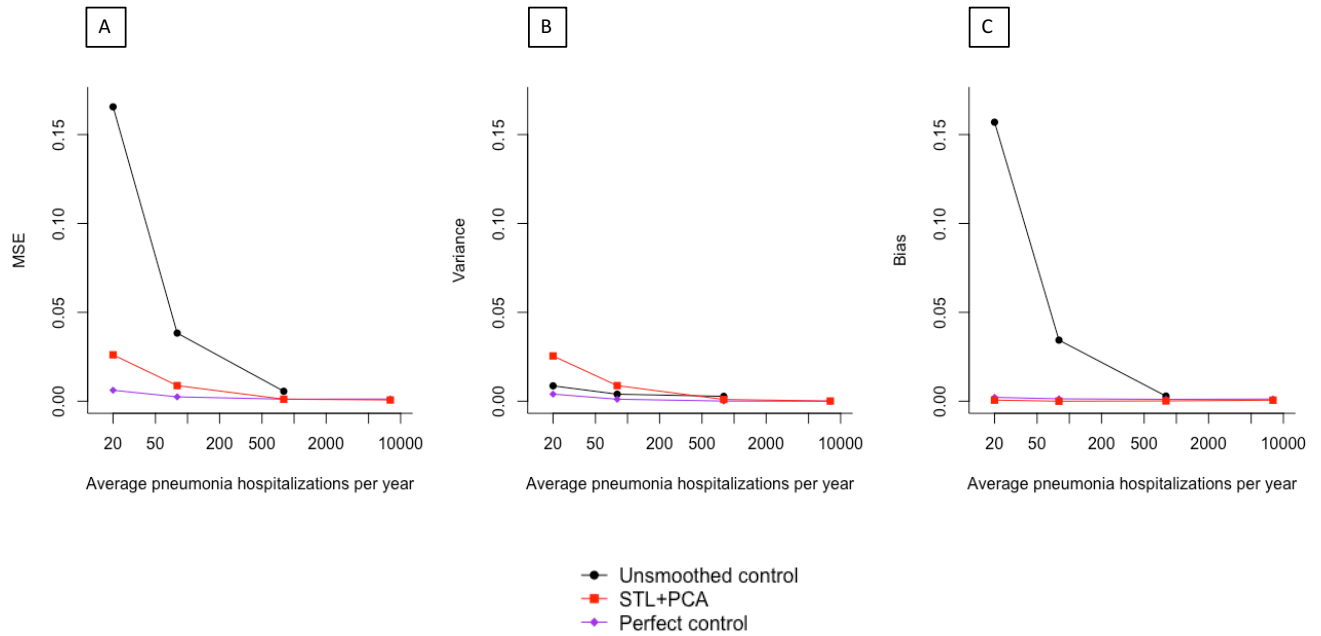 A
B
C
MSE
0.00 0.05 0.10 0.15
20 50 200 500 2000 10000
Average pneumonia hospitalizations per year
Variance
0.00 0.05 0.10 0.15
20 50 200 500 2000 10000
Average pneumonia hospitalizations per year
Bias
0.00 0.05 0.10 0.15
20 50 200 500 2000 10000
Average pneumonia hospitalizations per year
Unsmoothed control
STL+PCA
Perfect control